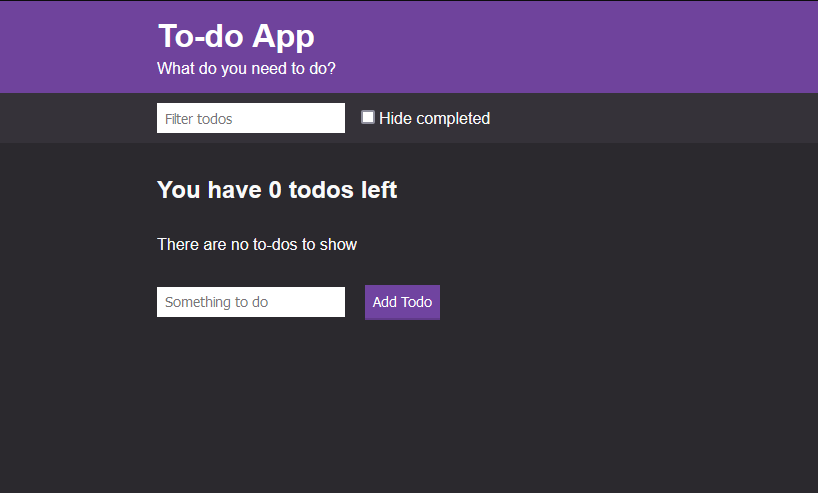 To-do App
What do you need to do?
Filter todos
Hide completed
You have 0 todos left
There are no to-dos to show
Something to do
Add Todo